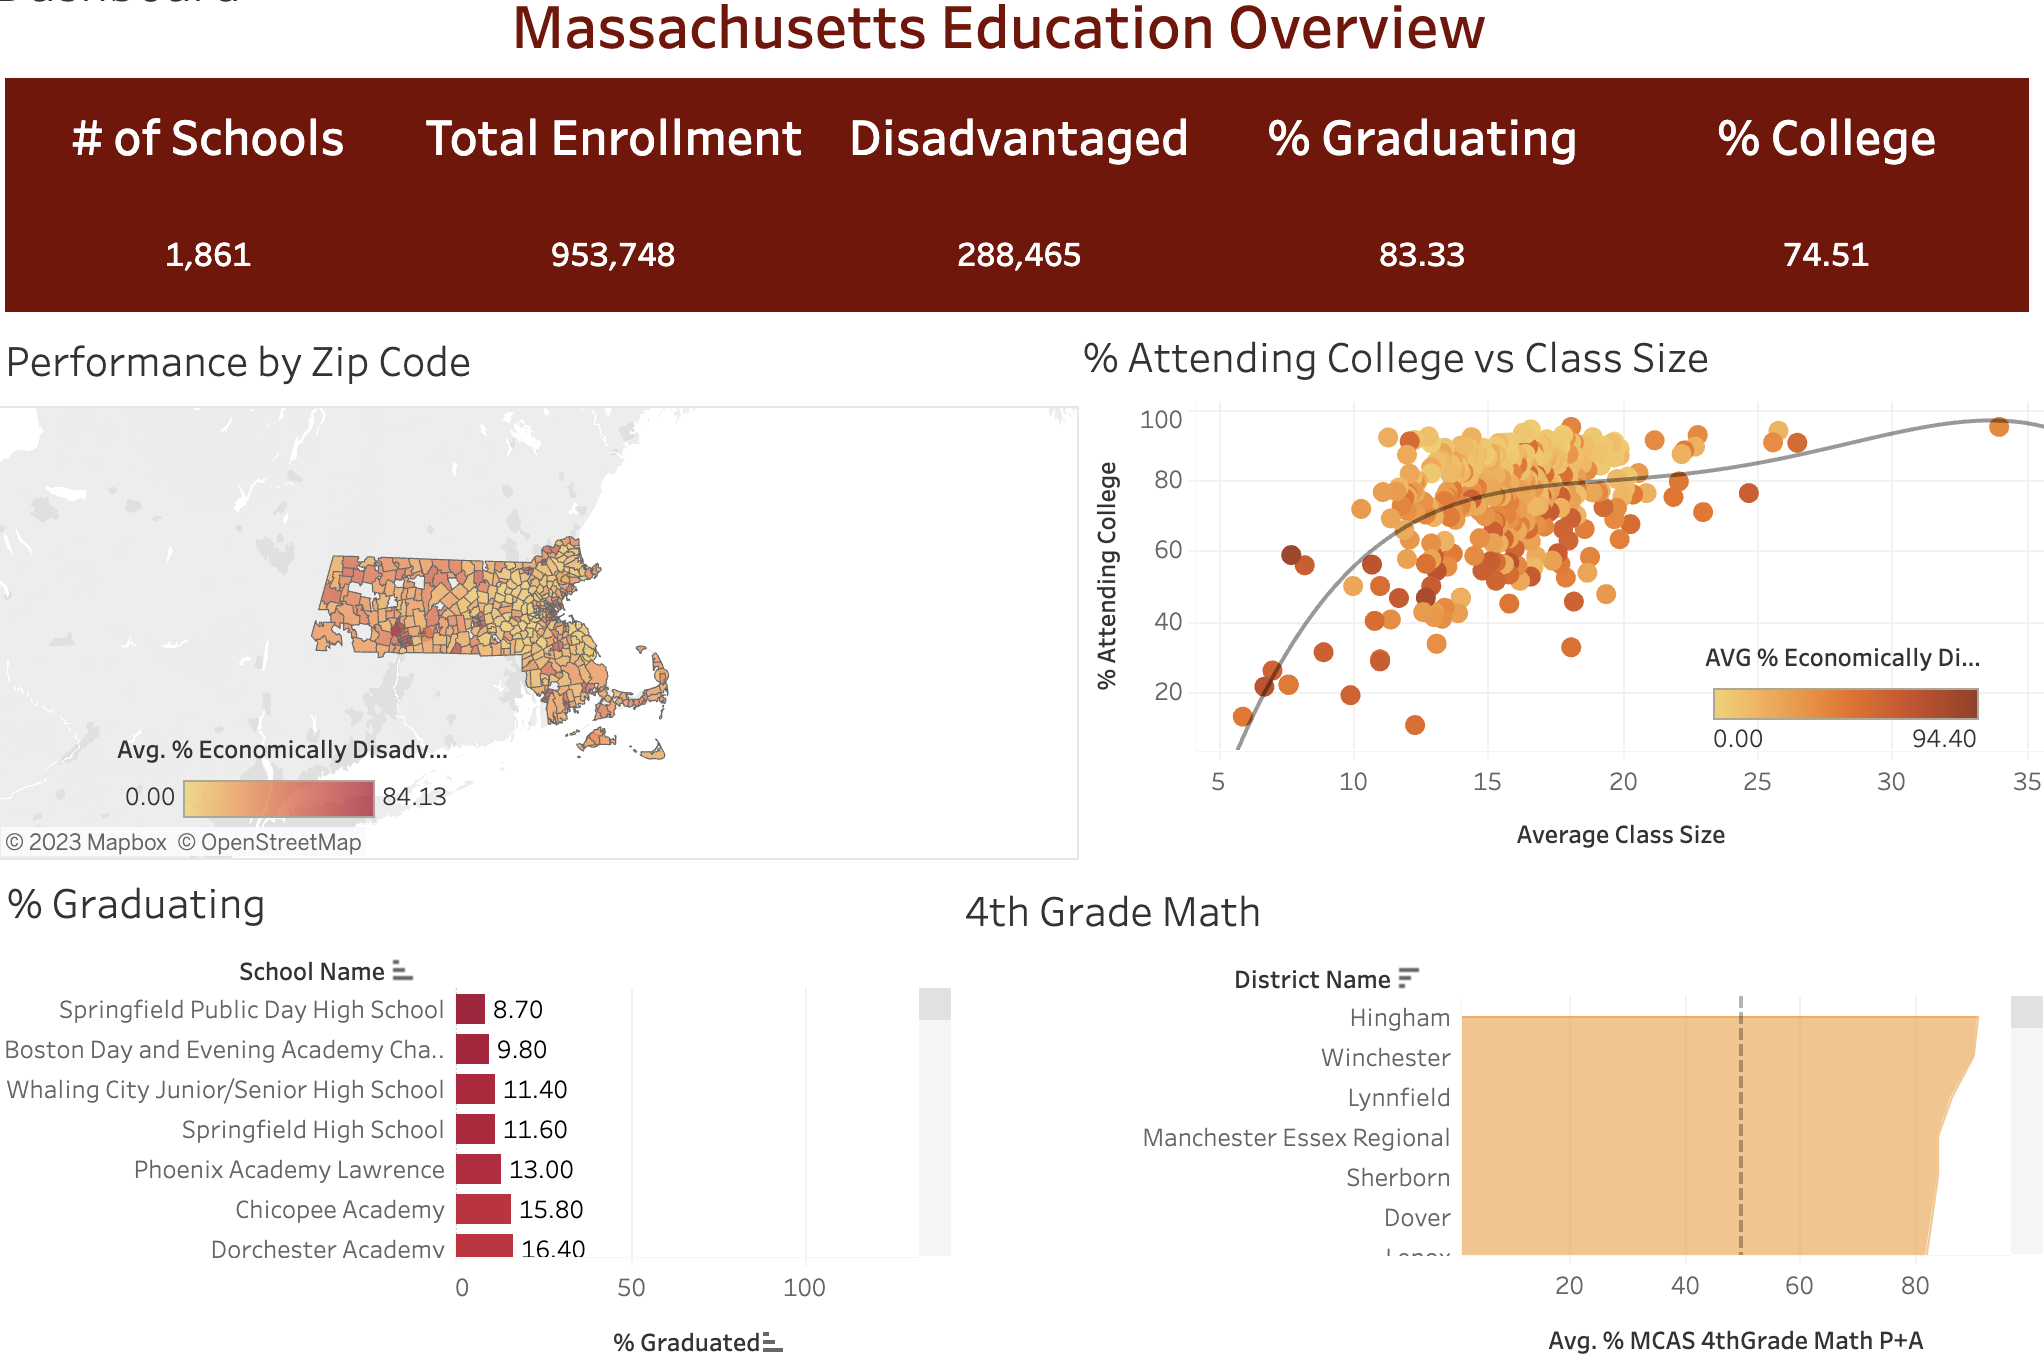 Massachusetts Education Overview
# of Schools Total Enrollment Disadvantaged % Graduating % College
1,861 953,748 288,465 83.33 74.51
Performance by Zip Code
Avg. % Economically Disadv...
0.00 84.13
© 2023 Mapbox © OpenStreetMap
% Attending College vs Class Size
% Attending College
100
80
60
40
20
AVG % Economically Di...
0.00 94.40
5 10 15 20 25 30 35
Average Class Size
% Graduating
School Name
Springfield Public Day High School 8.70
Boston Day and Evening Academy Cha.. 9.80
Whaling City Junior/Senior High School 11.40
Springfield High School 11.60
Phoenix Academy Lawrence 13.00
Chicopee Academy 15.80
Dorchester Academy 16.40
0 50 100
% Graduated
4th Grade Math
District Name
Hingham
Winchester
Lynnfield
Manchester Essex Regional
Sherborn
Dover
20 40 60 80
Avg. % MCAS 4thGrade Math P+A